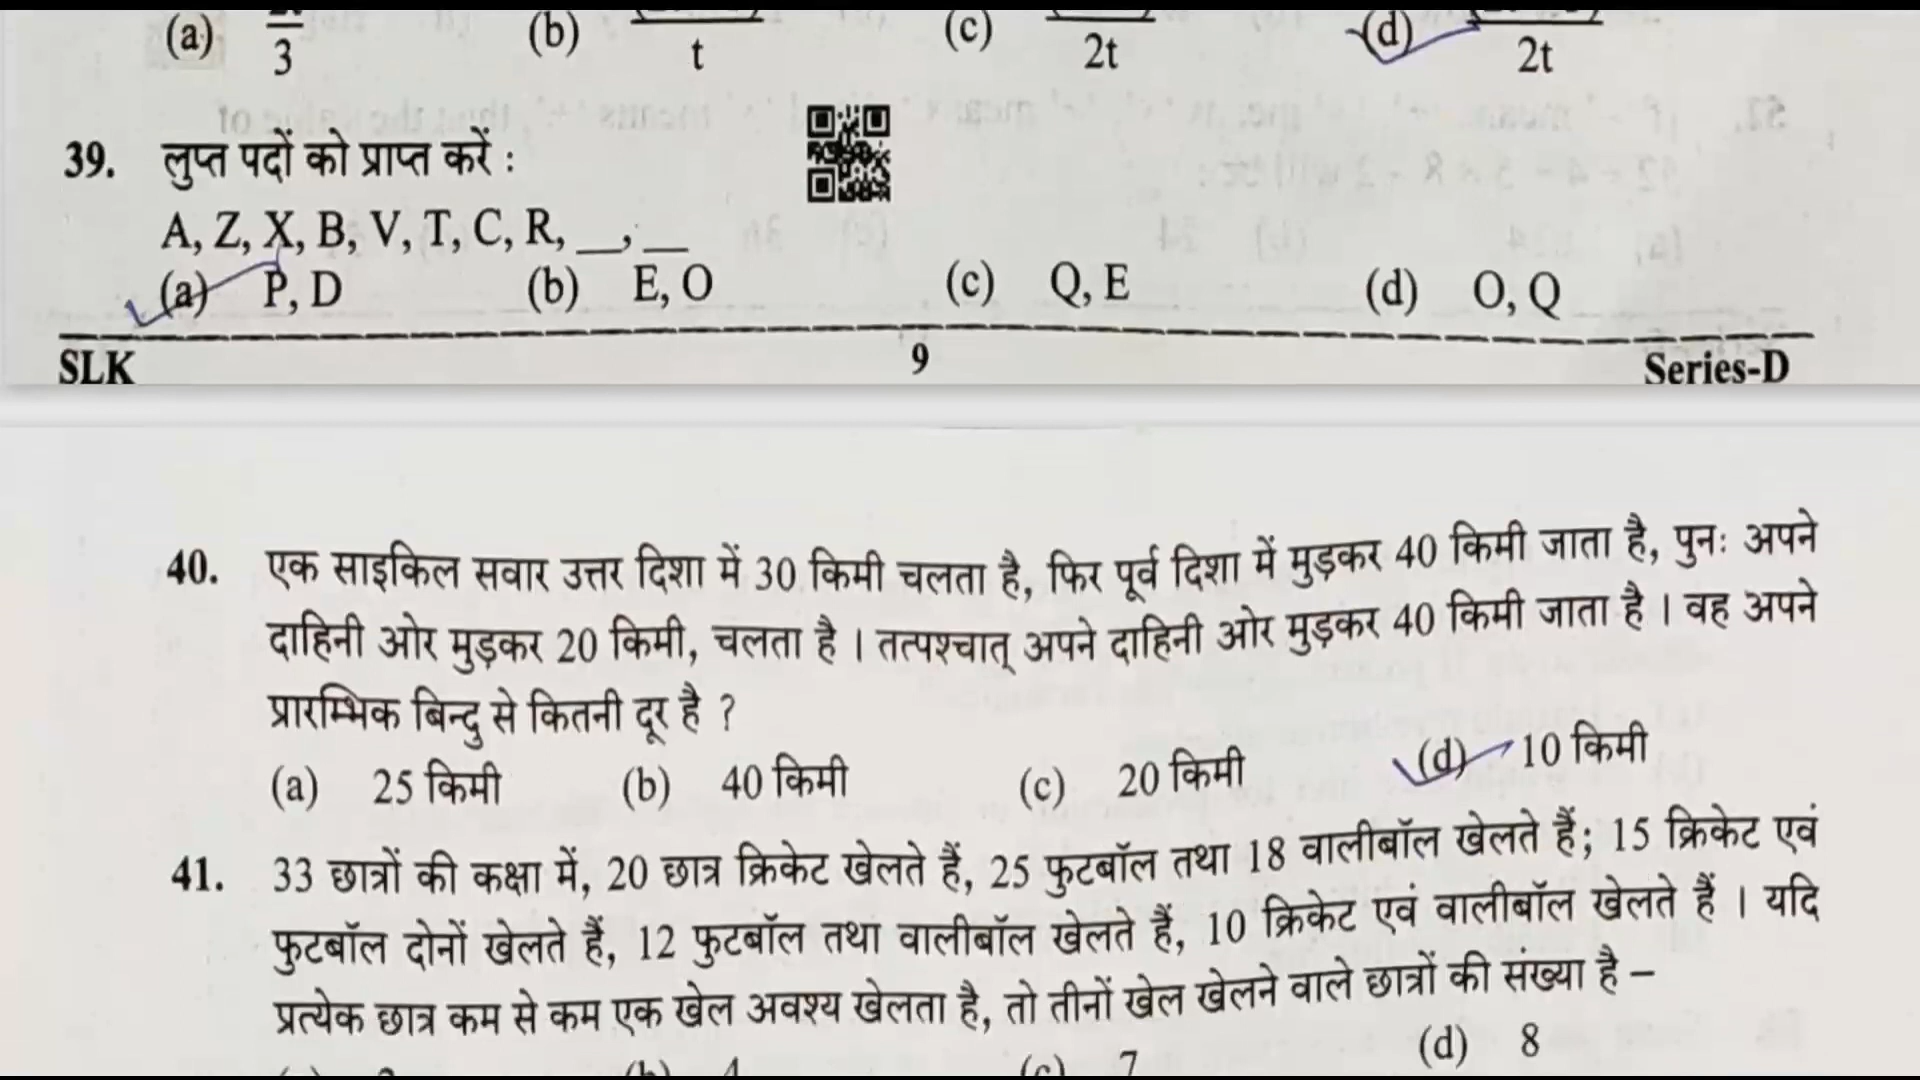 (a) 3 (b) t (c) 2t (d) 2t
39. लुप्त पदों को प्राप्त करें :
A, Z, X, B, V, T, C, R, __, __
(a) P, D (b) E, O (c) Q, E (d) O, Q
SLK 9 Series-D
40. एक साइकिल सवार उत्तर दिशा में 30 किमी चलता है, फिर पूर्व दिशा में मुड़कर 40 किमी जाता है, पुनः अपने
दाहिनी ओर मुड़कर 20 किमी, चलता है । तत्पश्चात् अपने दाहिनी ओर मुड़कर 40 किमी जाता है । वह अपने
प्रारम्भिक बिन्दु से कितनी दूर है ?
(a) 25 किमी (b) 40 किमी (c) 20 किमी (d) 10 किमी
41. 33 छात्रों की कक्षा में, 20 छात्र क्रिकेट खेलते हैं, 25 फुटबॉल तथा 18 वालीबॉल खेलते हैं; 15 क्रिकेट एवं
फुटबॉल दोनों खेलते हैं, 12 फुटबॉल तथा वालीबॉल खेलते हैं, 10 क्रिकेट एवं वालीबॉल खेलते हैं । यदि
प्रत्येक छात्र कम से कम एक खेल अवश्य खेलता है, तो तीनों खेल खेलने वाले छात्रों की संख्या है –
(b) 4 (c) 7 (d) 8